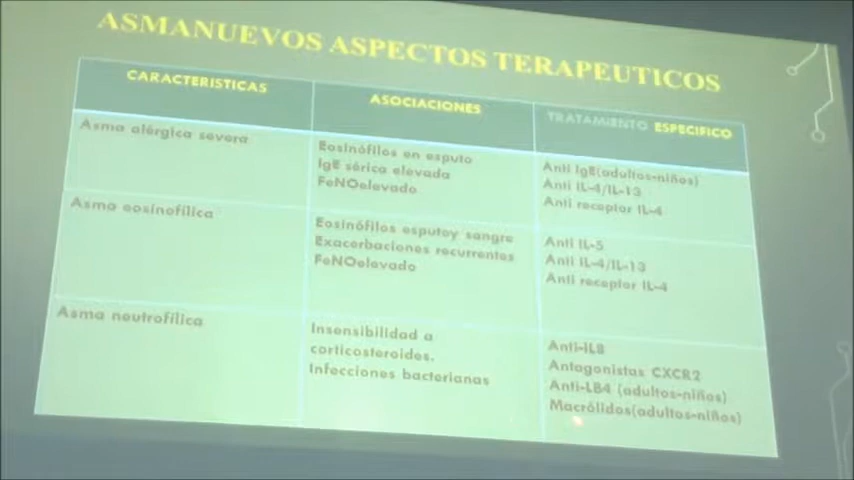 ASMANUEVOS ASPECTOS TERAPEUTICOS
CARACTERISTICAS
ASOCIACIONES
TRATAMIENTO ESPECIFICO
Asma alérgica severa
Eosinófilos en esputo
IgE sérica elevada
FeNOelevado
Anti IgE(adultos-niños)
Anti IL-4/IL-13
Anti receptor IL-4
Asma eosinofílica
Eosinófilos esputoy sangre
Exacerbaciones recurrentes
FeNOelevado
Anti IL-5
Anti IL-4/IL-13
Anti receptor IL-4
Asma neutrofílica
Insensibilidad a
corticosteroides.
Infecciones bacterianas
Anti-IL8
Antagonistas CXCR2
Anti-LB4 (adultos-niños)
Macrólidos(adultos-niños)